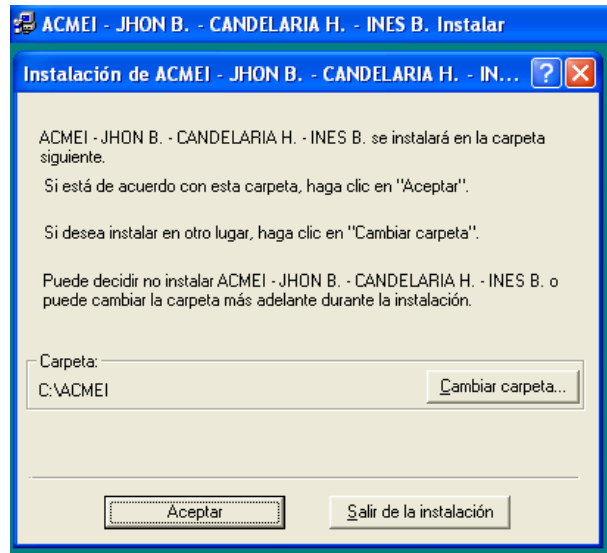 ACMEI - JHON B. - CANDELARIA H. - INES B. Instalar
Instalación de ACMEI - JHON B. - CANDELARIA H. - IN...
ACMEI - JHON B. - CANDELARIA H. - INES B. se instalará en la carpeta
siguiente.
Si está de acuerdo con esta carpeta, haga clic en "Aceptar".
Si desea instalar en otro lugar, haga clic en "Cambiar carpeta".
Puede decidir no instalar ACMEI - JHON B. - CANDELARIA H. - INES B. o
puede cambiar la carpeta más adelante durante la instalación.
Carpeta:
C:\ACMEI
Cambiar carpeta...
Aceptar
Salir de la instalación